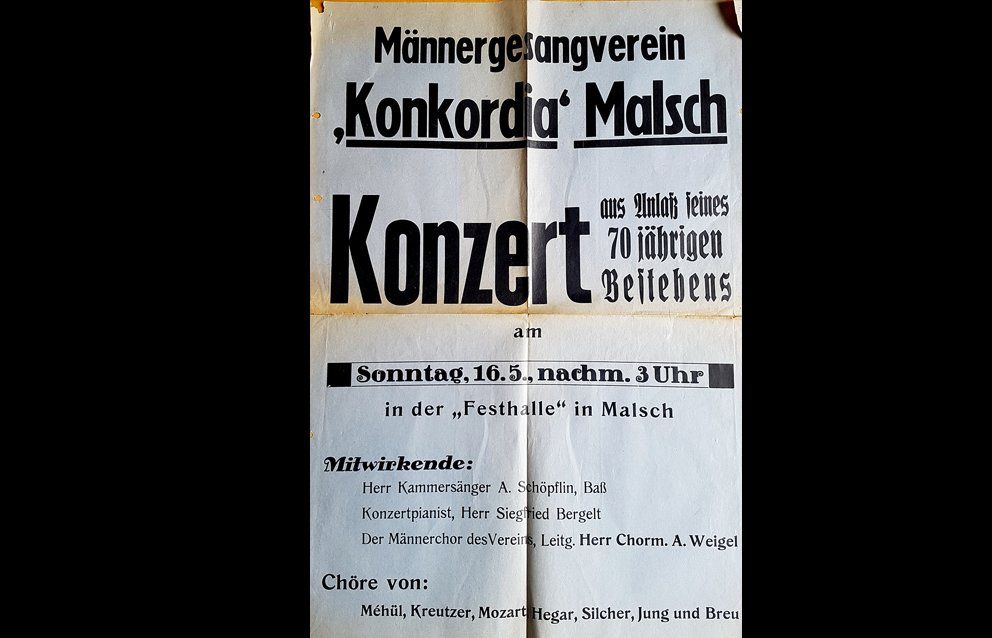 Männergesangverein
‚Konkordia‘ Malsch
Konzert
aus Anlaß seines
70 jährigen
Bestehens
am
Sonntag, 16.5., nachm. 3 Uhr
in der „Festhalle“ in Malsch
Mitwirkende:
Herr Kammersänger A. Schöpflin, Baß
Konzertpianist, Herr Siegfried Bergelt
Der Männerchor desVereins, Leitg. Herr Chorm. A. Weigel
Chöre von:
Méhül, Kreutzer, Mozart Hegar, Silcher, Jung und Breu